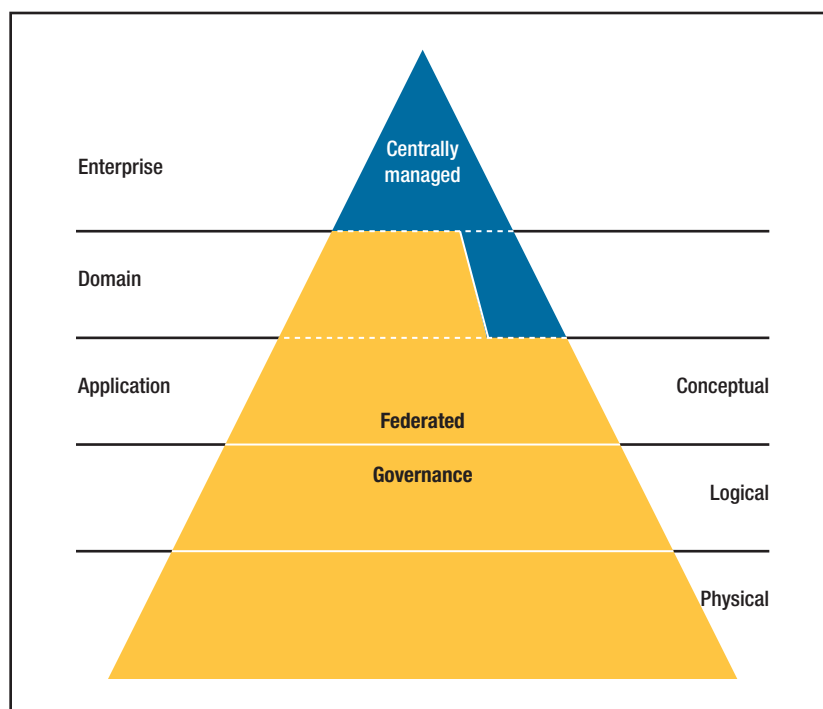 Centrally
managed
Enterprise
Domain
Application
Conceptual
Federated
Governance
Logical
Physical